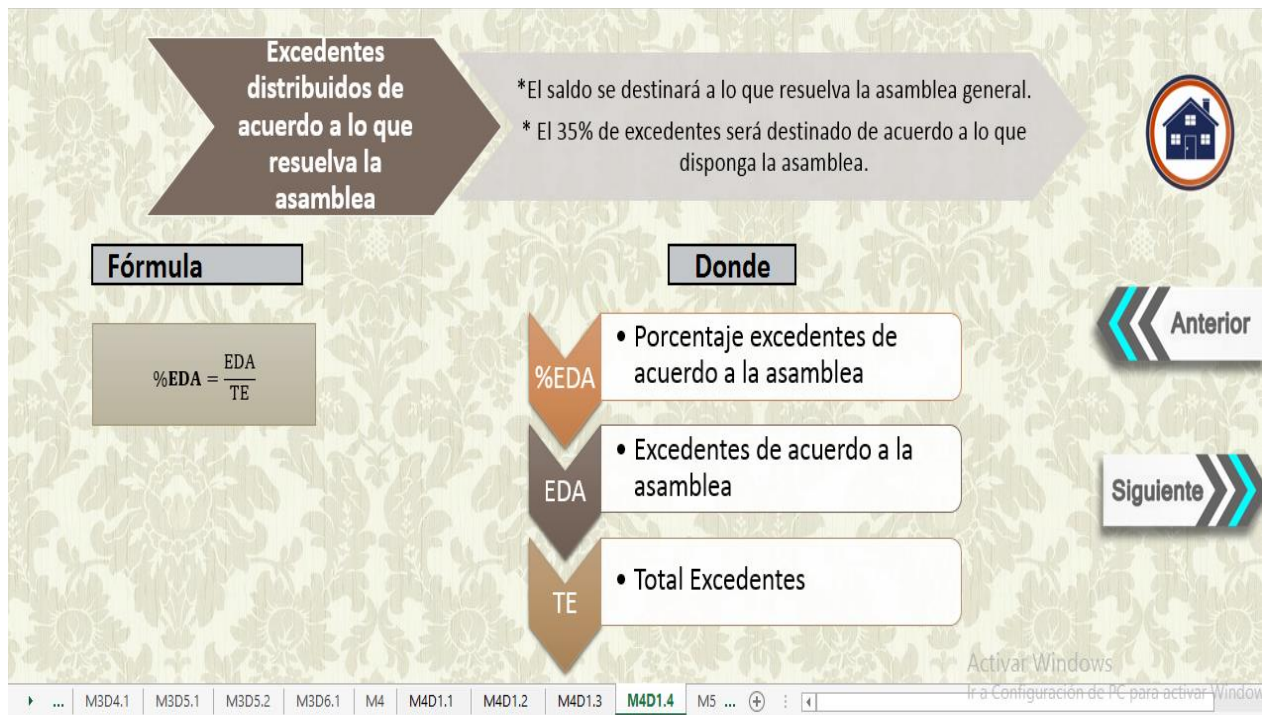 Excedentes
distribuidos de
acuerdo a lo que
resuelva la
asamblea
*El saldo se destinará a lo que resuelva la asamblea general.
* El 35% de excedentes será destinado de acuerdo a lo que
disponga la asamblea.
Fórmula
Donde
%EDA = EDA / TE
%EDA
• Porcentaje excedentes de
acuerdo a la asamblea
EDA
• Excedentes de acuerdo a la
asamblea
TE
• Total Excedentes
Anterior
Siguiente
Activar Windows
Ir a Configuración de PC para activar Window
... M3D4.1 M3D5.1 M3D5.2 M3D6.1 M4 M4D1.1 M4D1.2 M4D1.3 M4D1.4 M5 ...